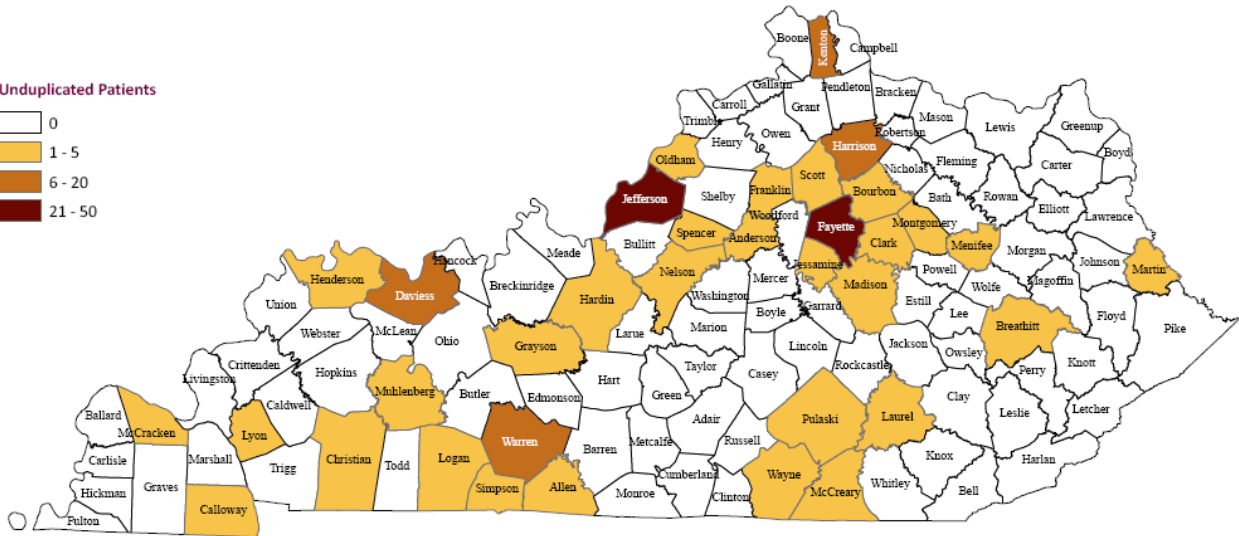 Unduplicated Patients
0
1 - 5
6 - 20
21 - 50
Boone
Kenton
Campbell
Gallatin
Pendleton
Bracken
Carroll
Grant
Trimble
Mason
Lewis
Greenup
Owen
Robertson
Henry
Harrison
Boyd
Oldham
Fleming
Carter
Nicholas
Scott
Franklin
Bourbon
Shelby
Jefferson
Bath
Rowan
Elliott
Lawrence
Woodford
Fayette
Montgomery
Spencer
Anderson
Bullitt
Clark
Menifee
Morgan
Meade
Hancock
Jessamine
Johnson
Martin
Nelson
Powell
Henderson
Mercer
Madison
Magoffin
Breckinridge
Wolfe
Daviess
Hardin
Washington
Union
Garrard
Estill
Boyle
Lee
Floyd
Breathitt
Pike
Webster
McLean
Larue
Marion
Ohio
Grayson
Lincoln
Jackson
Owsley
Crittenden
Hopkins
Taylor
Rockcastle
Knott
Perry
Livingston
Casey
Hart
Muhlenberg
Butler
Edmonson
Green
Clay
Caldwell
Letcher
Ballard
Leslie
Adair
Pulaski
Laurel
McCracken
Lyon
Warren
Russell
Metcalfe
Barren
Knox
Carlisle
Marshall
Christian
Todd
Logan
Harlan
Trigg
Cumberland
Wayne
Graves
Simpson
Allen
Whitley
Hickman
Monroe
Clinton
McCreary
Bell
Calloway
Fulton